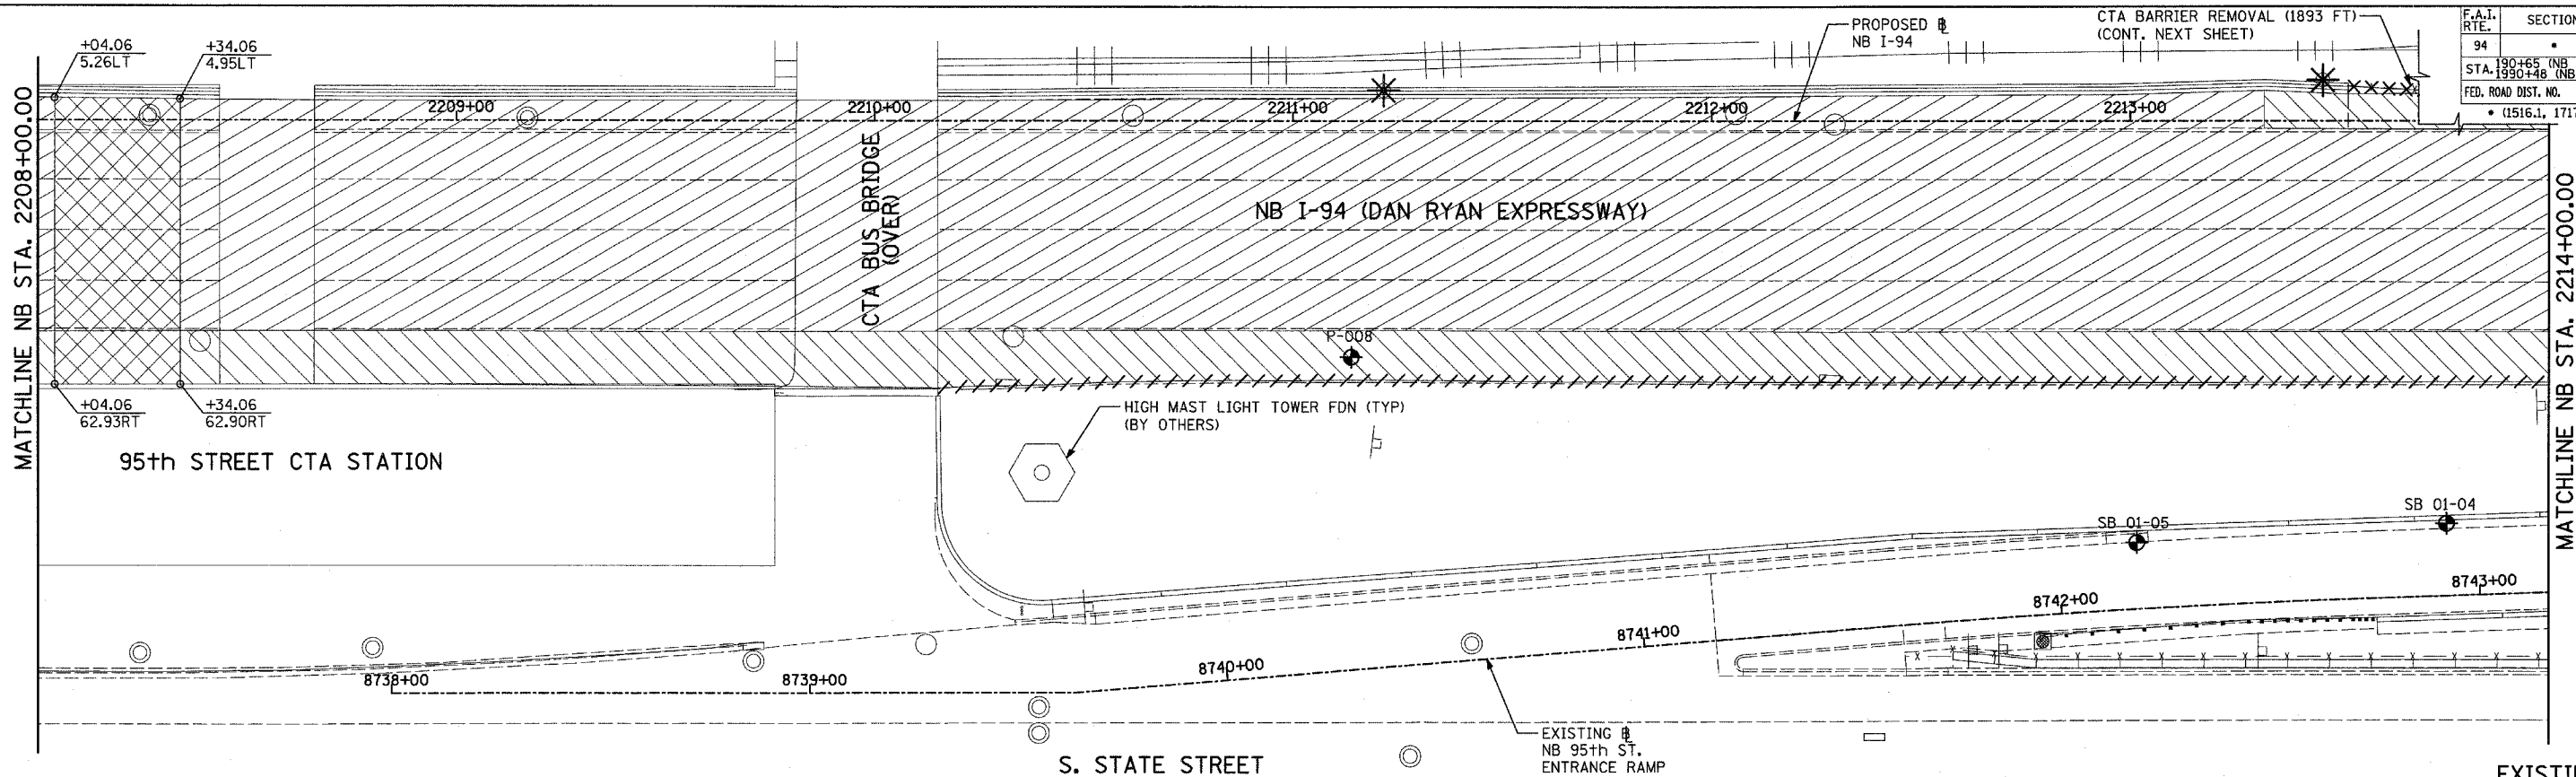 MATCHLINE NB STA. 2208+00.00
+04.06
5.26LT
+34.06
4.95LT
2209+00
2210+00
2211+00
2212+00
2213+00
PROPOSED ℄
NB I-94
CTA BARRIER REMOVAL (1893 FT)
(CONT. NEXT SHEET)
F.A.I.
RTE.
SECTION
94
•
STA. 190+65 (NB
1990+48 (NB
FED. ROAD DIST. NO.
• (1516.1, 1717
CTA BUS BRIDGE
(OVER)
NB I-94 (DAN RYAN EXPRESSWAY)
P-008
+04.06
62.93RT
+34.06
62.90RT
95th STREET CTA STATION
HIGH MAST LIGHT TOWER FDN (TYP)
(BY OTHERS)
SB 01-05
SB 01-04
8738+00
8739+00
8740+00
8741+00
8742+00
8743+00
EXISTING ℄
NB 95th ST.
ENTRANCE RAMP
S. STATE STREET
MATCHLINE NB STA. 2214+00.00